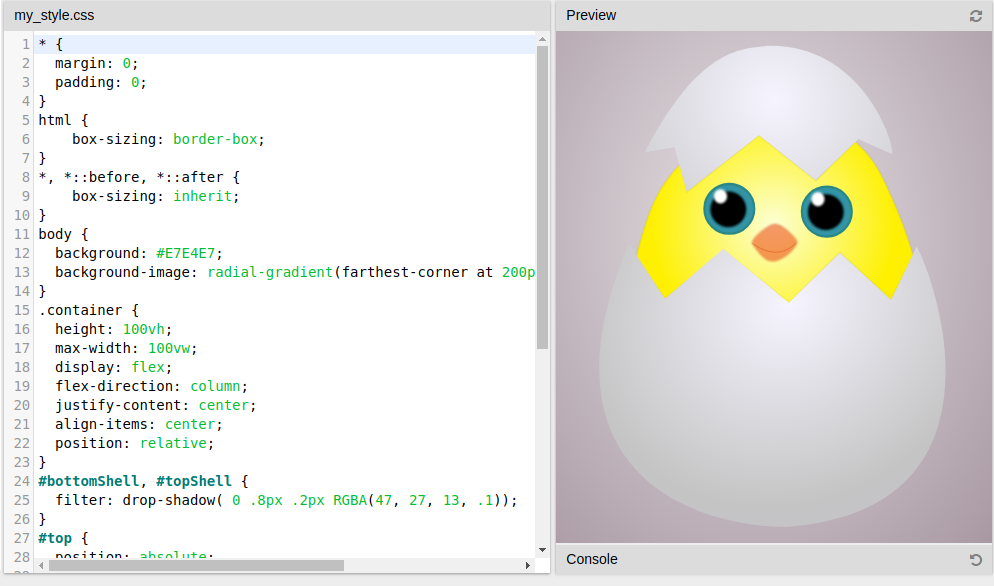 my_style.css
Preview
1 * {
2   margin: 0;
3   padding: 0;
4 }
5 html {
6     box-sizing: border-box;
7 }
8 *, *::before, *::after {
9     box-sizing: inherit;
10 }
11 body {
12   background: #E7E4E7;
13   background-image: radial-gradient(farthest-corner at 200p
14 }
15 .container {
16   height: 100vh;
17   max-width: 100vw;
18   display: flex;
19   flex-direction: column;
20   justify-content: center;
21   align-items: center;
22   position: relative;
23 }
24 #bottomShell, #topShell {
25   filter: drop-shadow( 0 .8px .2px RGBA(47, 27, 13, .1));
26 }
27 #top {
28   position: absolute;
Console